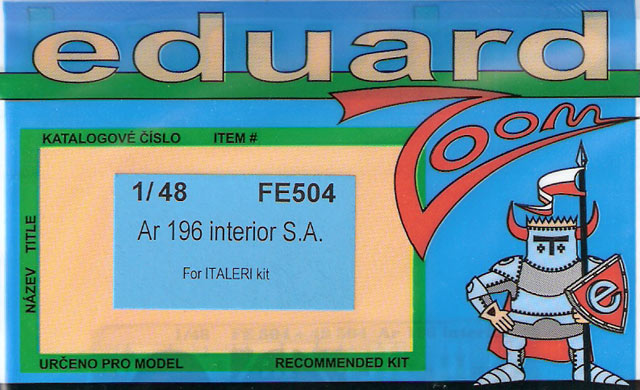 eduard
Zoom
KATALOGOVÉ ČÍSLO ITEM #
1/48 FE504
Ar 196 interior S.A.
For ITALERI kit
NÁZEV TITLE
e
URČENO PRO MODEL RECOMMENDED KIT